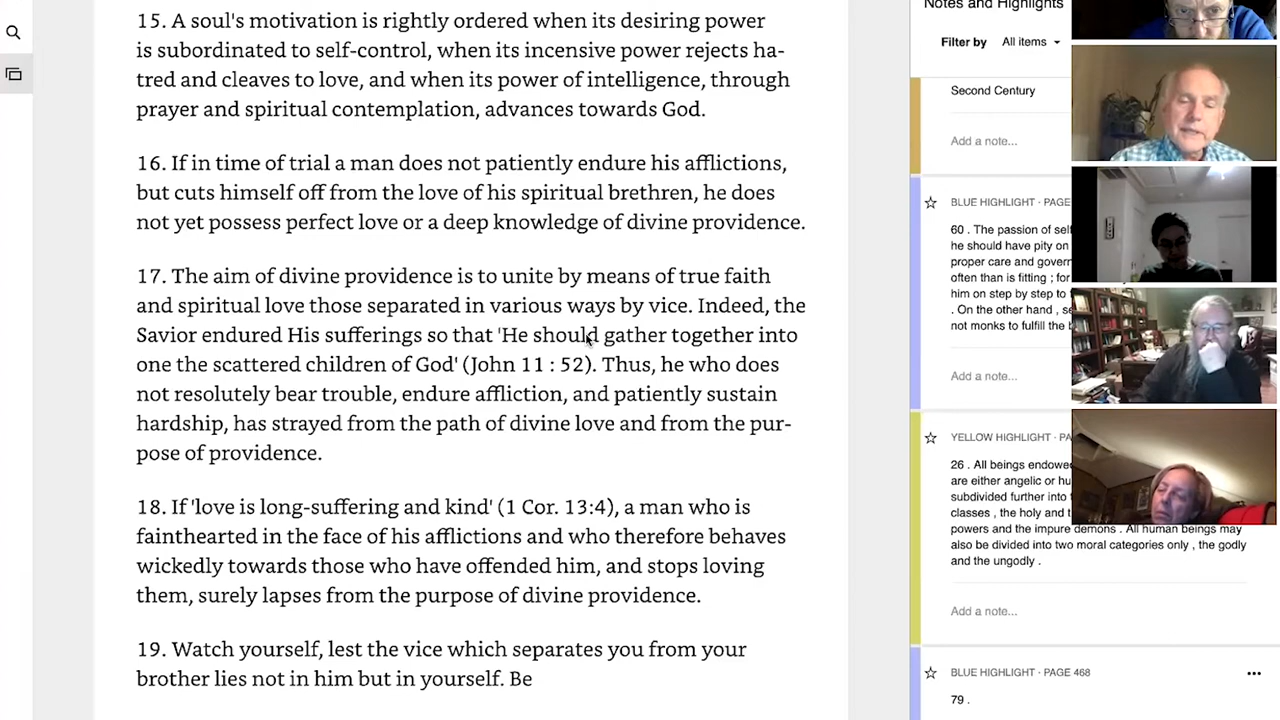 15. A soul's motivation is rightly ordered when its desiring power
is subordinated to self-control, when its incensive power rejects ha-
tred and cleaves to love, and when its power of intelligence, through
prayer and spiritual contemplation, advances towards God.
16. If in time of trial a man does not patiently endure his afflictions,
but cuts himself off from the love of his spiritual brethren, he does
not yet possess perfect love or a deep knowledge of divine providence.
17. The aim of divine providence is to unite by means of true faith
and spiritual love those separated in various ways by vice. Indeed, the
Savior endured His sufferings so that 'He should gather together into
one the scattered children of God' (John 11 : 52). Thus, he who does
not resolutely bear trouble, endure affliction, and patiently sustain
hardship, has strayed from the path of divine love and from the pur-
pose of providence.
18. If 'love is long-suffering and kind' (1 Cor. 13:4), a man who is
fainthearted in the face of his afflictions and who therefore behaves
wickedly towards those who have offended him, and stops loving
them, surely lapses from the purpose of divine providence.
19. Watch yourself, lest the vice which separates you from your
brother lies not in him but in yourself. Be
Notes and Highlights
Filter by All items
Second Century
Add a note...
BLUE HIGHLIGHT · PAGE
60 . The passion of self
he should have pity on
proper care and govern
often than is fitting ; for
him on step by step to
. On the other hand , se
not monks to fulfill the b
Add a note...
YELLOW HIGHLIGHT · PA
26 . All beings endowed
are either angelic or hu
subdivided further into t
classes , the holy and t
powers and the impure demons . All human beings may
also be divided into two moral categories only , the godly
and the ungodly .
Add a note...
BLUE HIGHLIGHT · PAGE 468
79 .